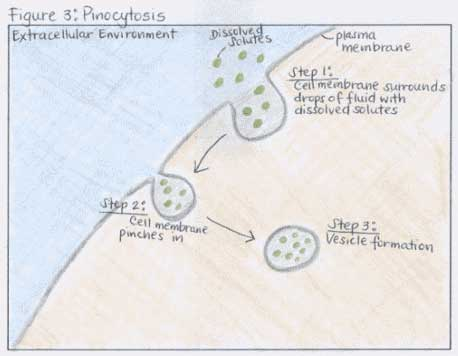 Figure 3: Pinocytosis
Extracellular Environment
Dissolved
Solutes
plasma
membrane
Step 1:
Cell membrane surrounds
drops of fluid with
dissolved solutes
Step 2:
Cell membrane
pinches in
Step 3:
Vesicle formation